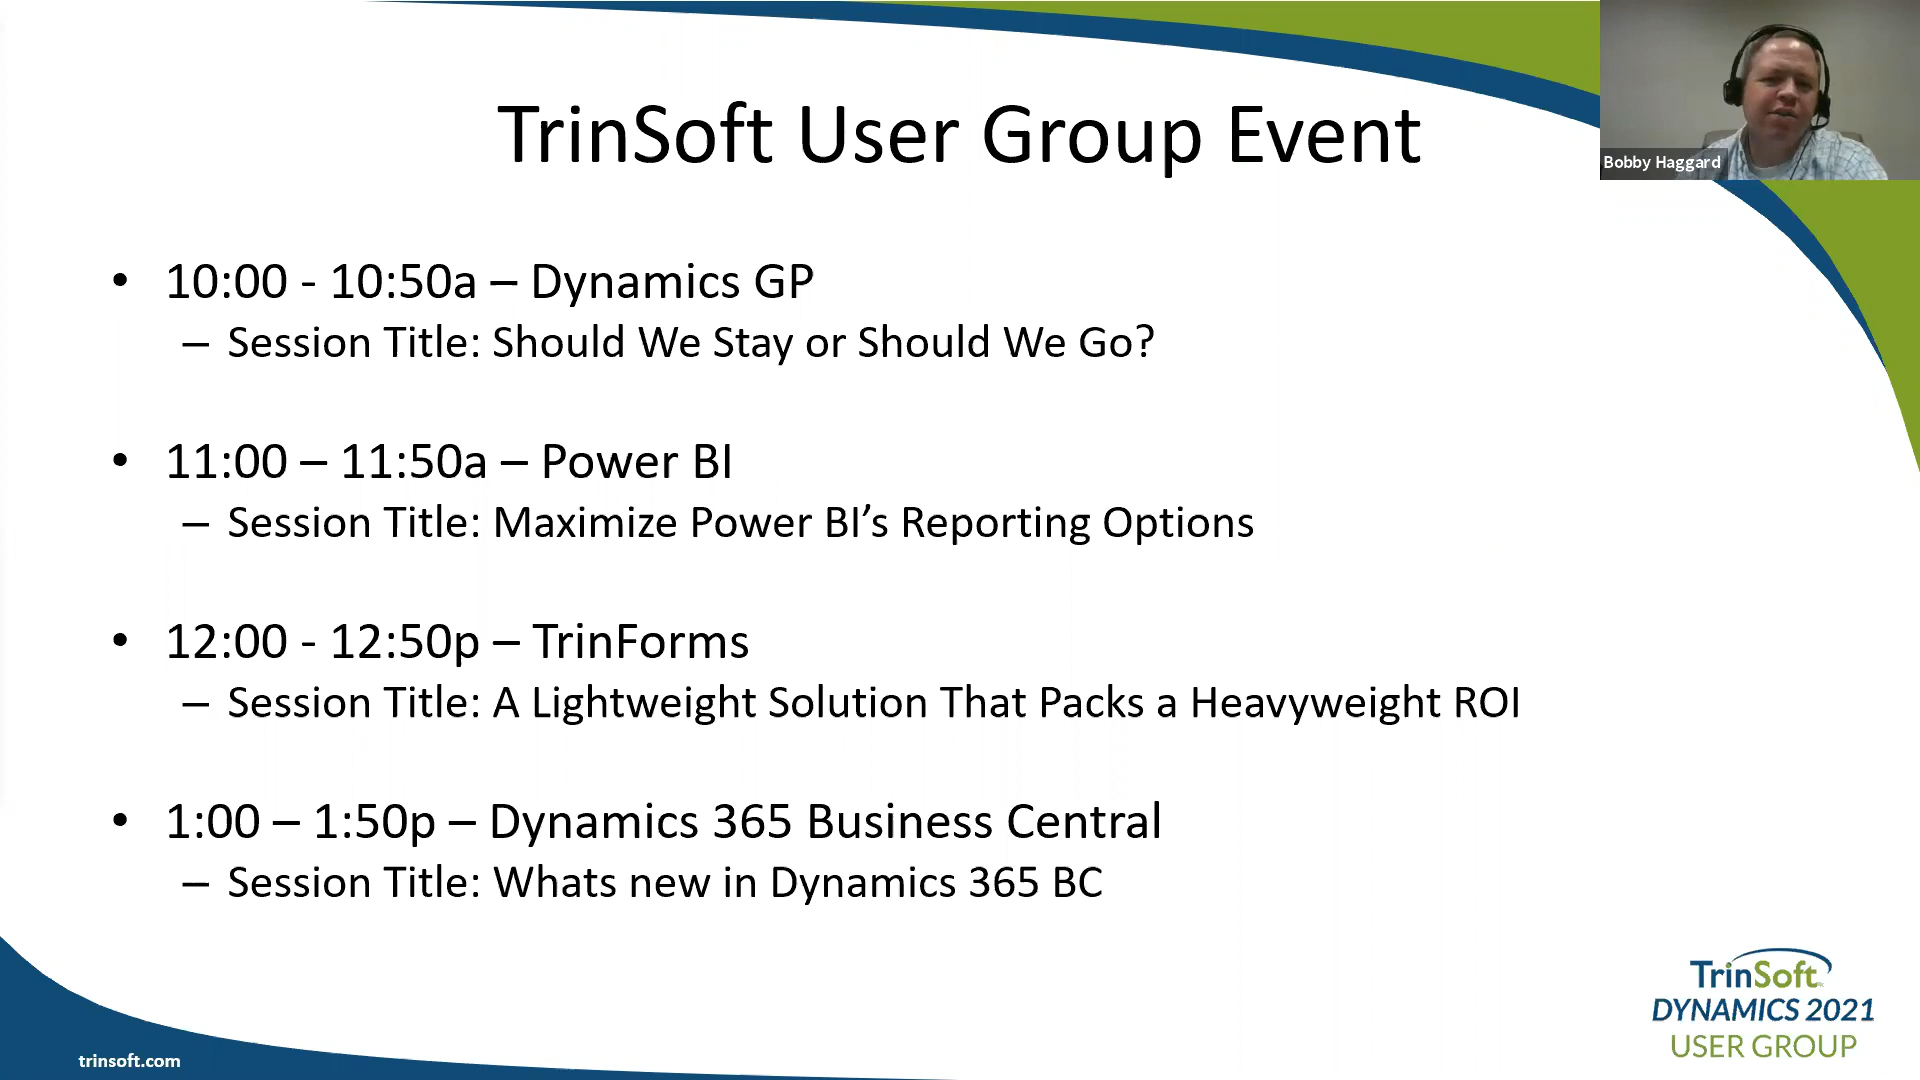 TrinSoft User Group Event
Bobby Haggard
• 10:00 - 10:50a – Dynamics GP
– Session Title: Should We Stay or Should We Go?
• 11:00 – 11:50a – Power BI
– Session Title: Maximize Power BI’s Reporting Options
• 12:00 - 12:50p – TrinForms
– Session Title: A Lightweight Solution That Packs a Heavyweight ROI
• 1:00 – 1:50p – Dynamics 365 Business Central
– Session Title: Whats new in Dynamics 365 BC
TrinSoft
DYNAMICS 2021
USER GROUP
trinsoft.com